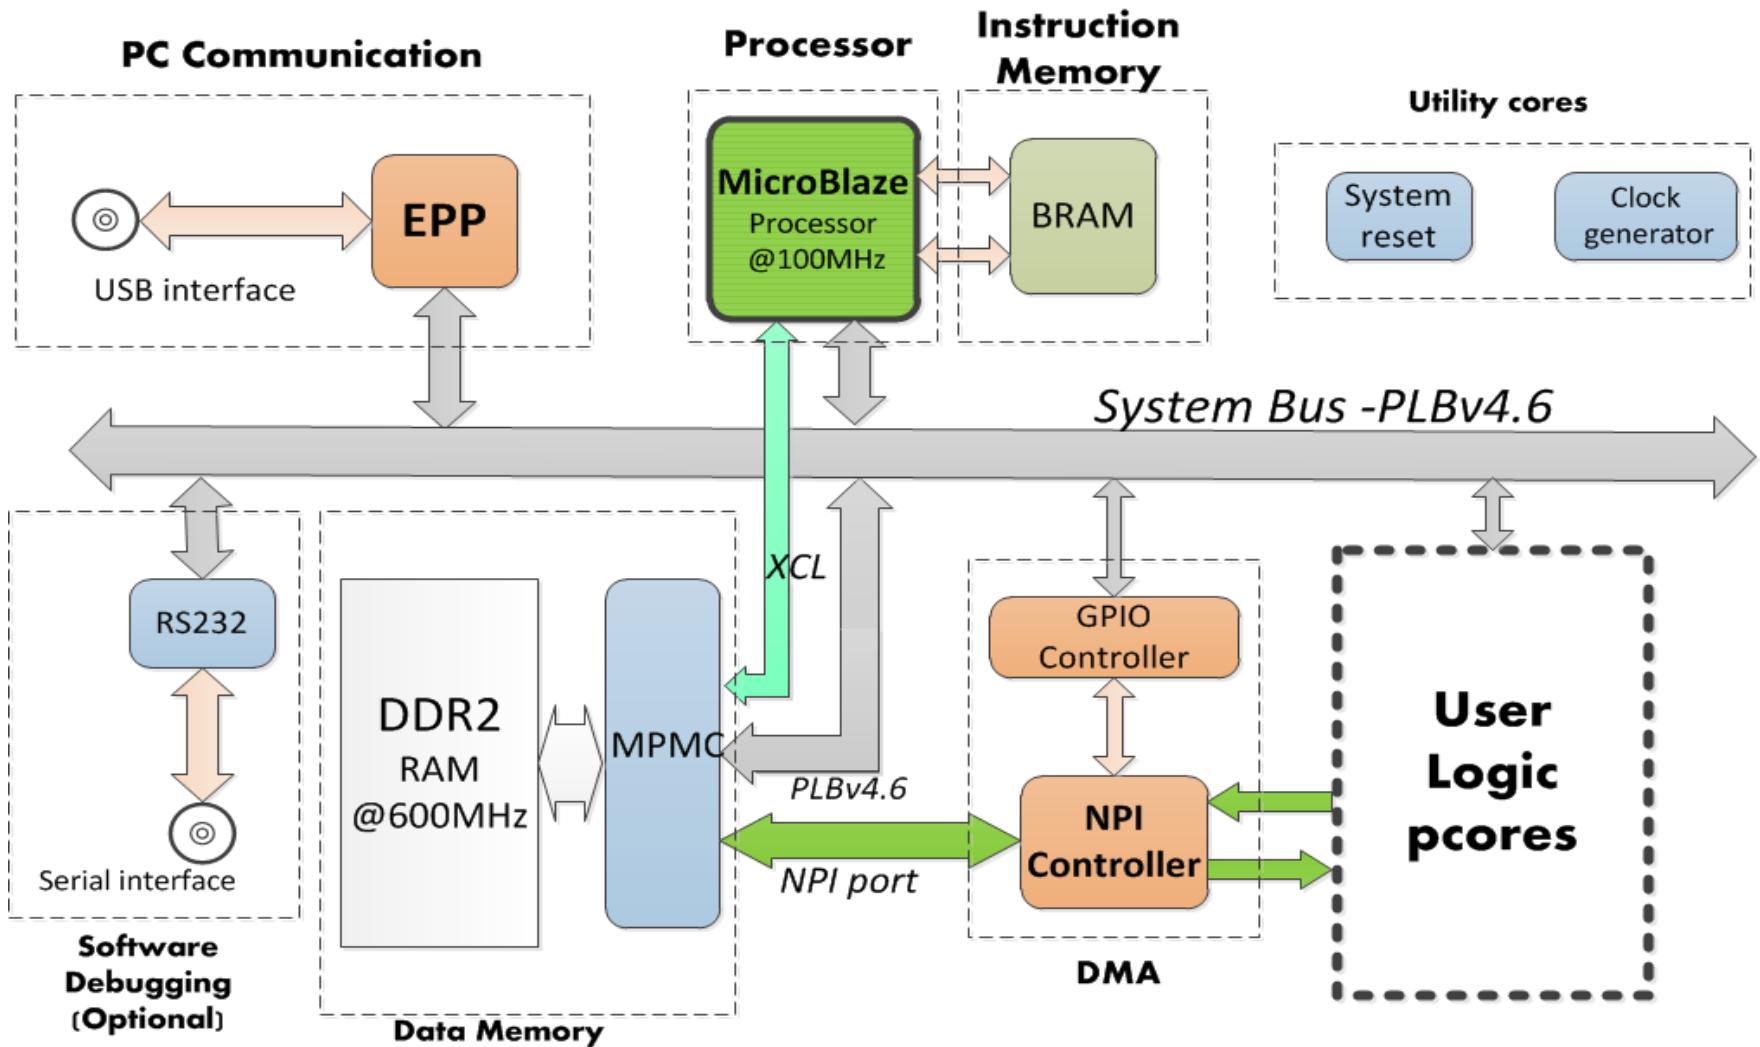 PC Communication
Processor
Instruction
Memory
Utility cores
EPP
USB interface
MicroBlaze
Processor
@100MHz
BRAM
System
reset
Clock
generator
System Bus -PLBv4.6
RS232
Serial interface
Software
Debugging
(Optional)
DDR2
RAM
@600MHz
MPMC
Data Memory
XCL
PLBv4.6
NPI port
GPIO
Controller
NPI
Controller
DMA
User
Logic
pcores